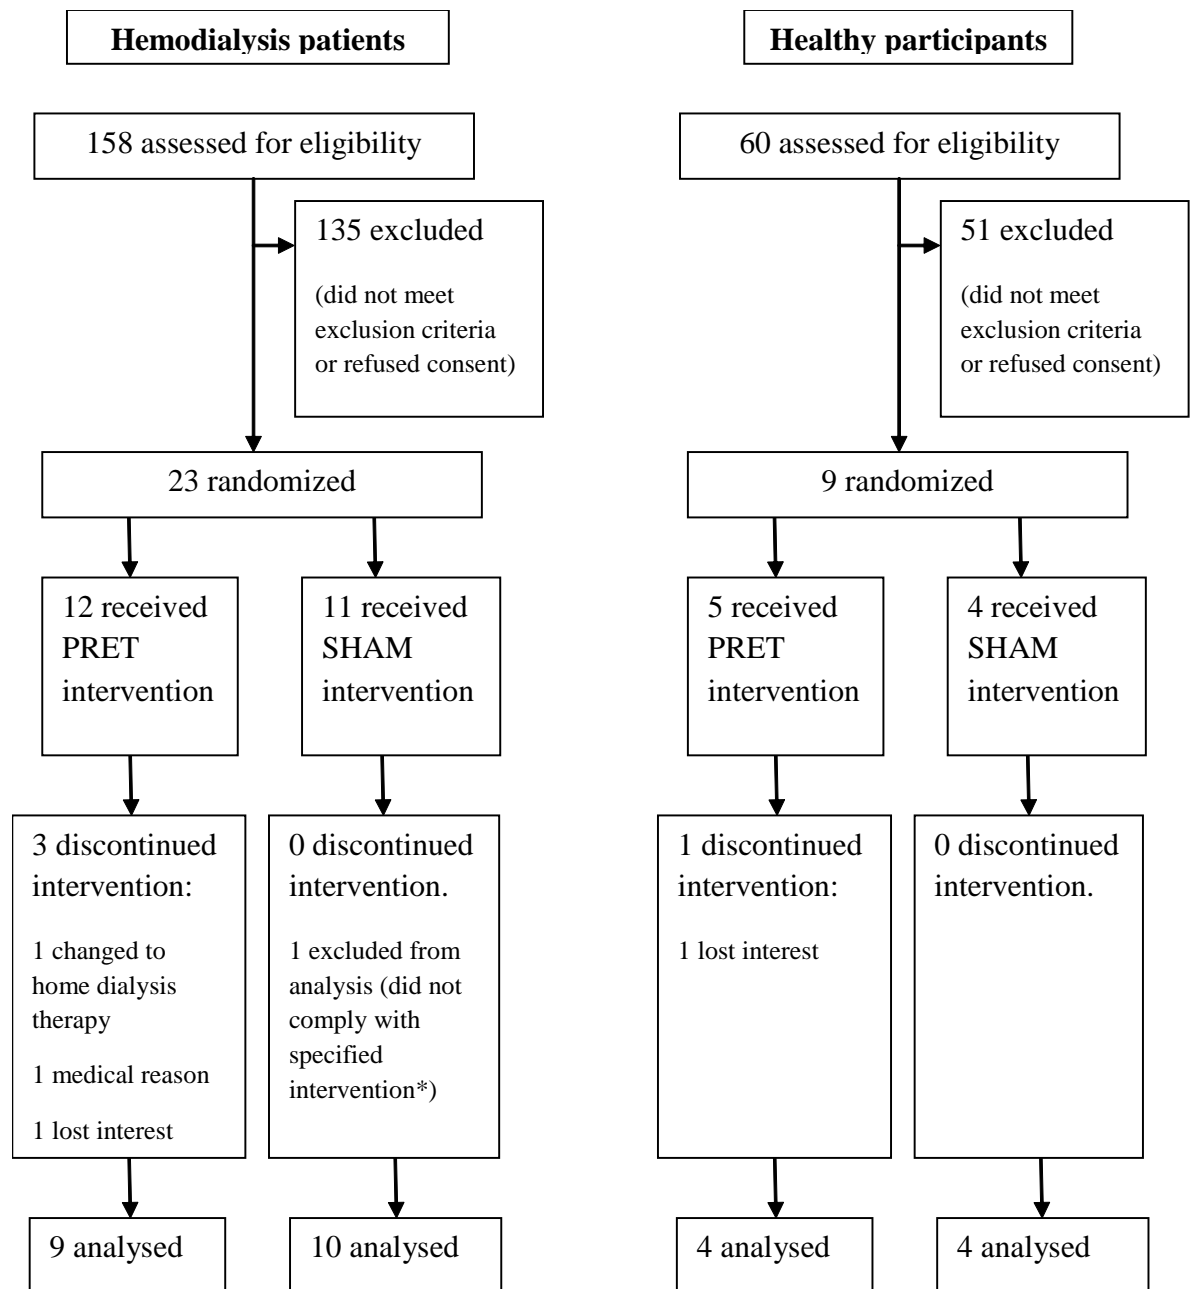 Hemodialysis patients
Healthy participants
158 assessed for eligibility
60 assessed for eligibility
135 excluded
(did not meet
exclusion criteria
or refused consent)
51 excluded
(did not meet
exclusion criteria
or refused consent)
23 randomized
9 randomized
12 received
PRET
intervention
11 received
SHAM
intervention
5 received
PRET
intervention
4 received
SHAM
intervention
3 discontinued
intervention:
1 changed to
home dialysis
therapy
1 medical reason
1 lost interest
0 discontinued
intervention.
1 excluded from
analysis (did not
comply with
specified
intervention*)
1 discontinued
intervention:
1 lost interest
0 discontinued
intervention.
9 analysed
10 analysed
4 analysed
4 analysed